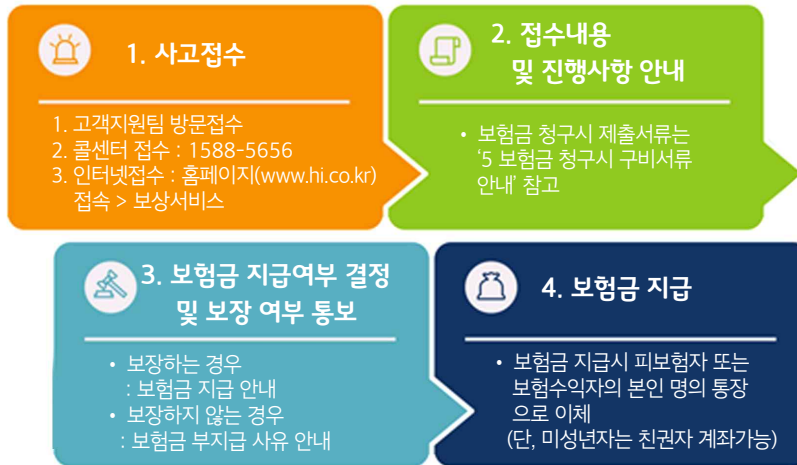 1. 사고접수
1. 고객지원팀 방문접수
2. 콜센터 접수 : 1588-5656
3. 인터넷접수 : 홈페이지(www.hi.co.kr)
접속 > 보상서비스
2. 접수내용
및 진행사항 안내
• 보험금 청구시 제출서류는
‘5 보험금 청구시 구비서류
안내’ 참고
3. 보험금 지급여부 결정
및 보장 여부 통보
• 보장하는 경우
: 보험금 지급 안내
• 보장하지 않는 경우
: 보험금 부지급 사유 안내
4. 보험금 지급
• 보험금 지급시 피보험자 또는
보험수익자의 본인 명의 통장
으로 이체
(단, 미성년자는 친권자 계좌가능)